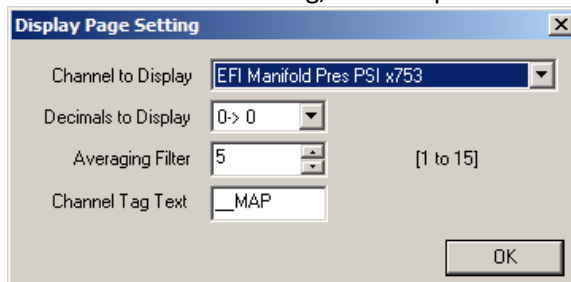 Display Page Setting
Channel to Display EFI Manifold Pres PSI x753
Decimals to Display 0-> 0
Averaging Filter 5 [1 to 15]
Channel Tag Text __MAP
OK